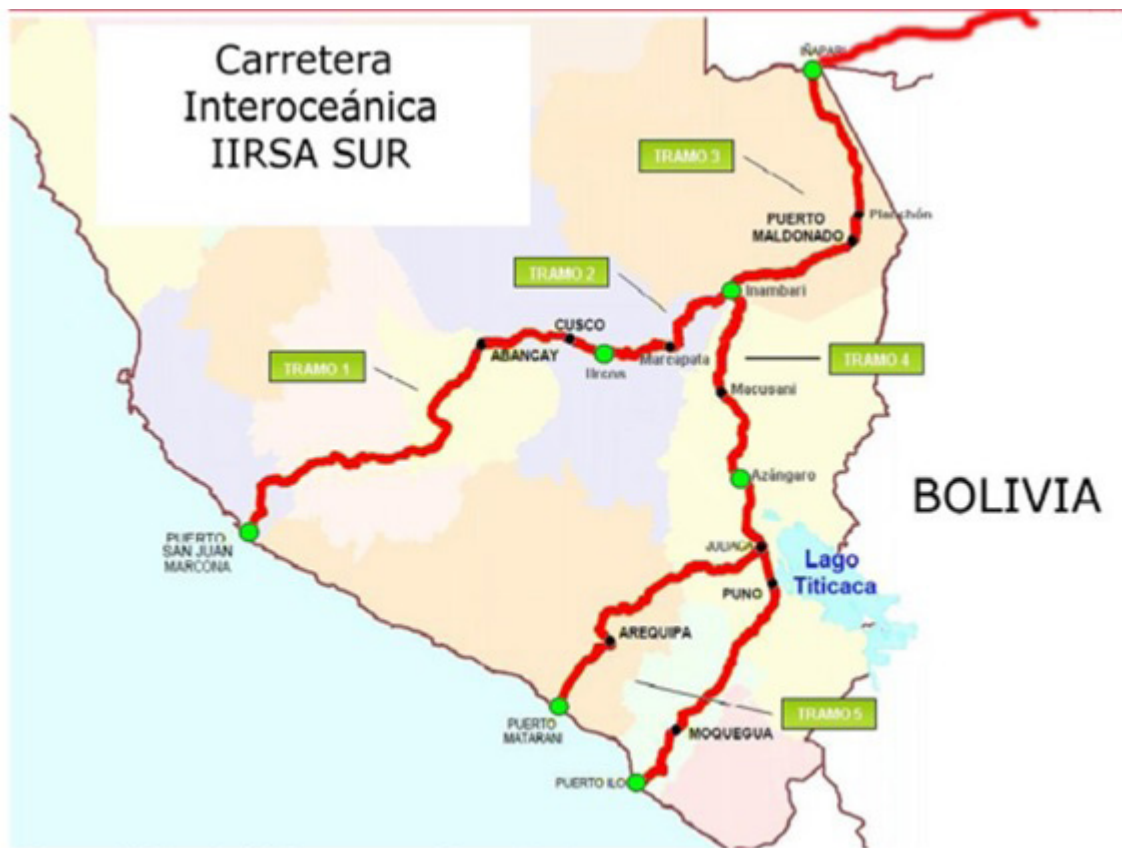 Carretera
Interoceánica
IIRSA SUR
IÑAPARI
TRAMO 3
Planchón
PUERTO
MALDONADO
TRAMO 2
Inambari
CUSCO
ABANCAY
Marcapata
TRAMO 1
TRAMO 4
Macusani
Azángaro
BOLIVIA
PUERTO
SAN JUAN
MARCONA
JULIACA
Lago
Titicaca
PUNO
AREQUIPA
TRAMO 5
PUERTO
MATARANI
MOQUEGUA
PUERTO ILO